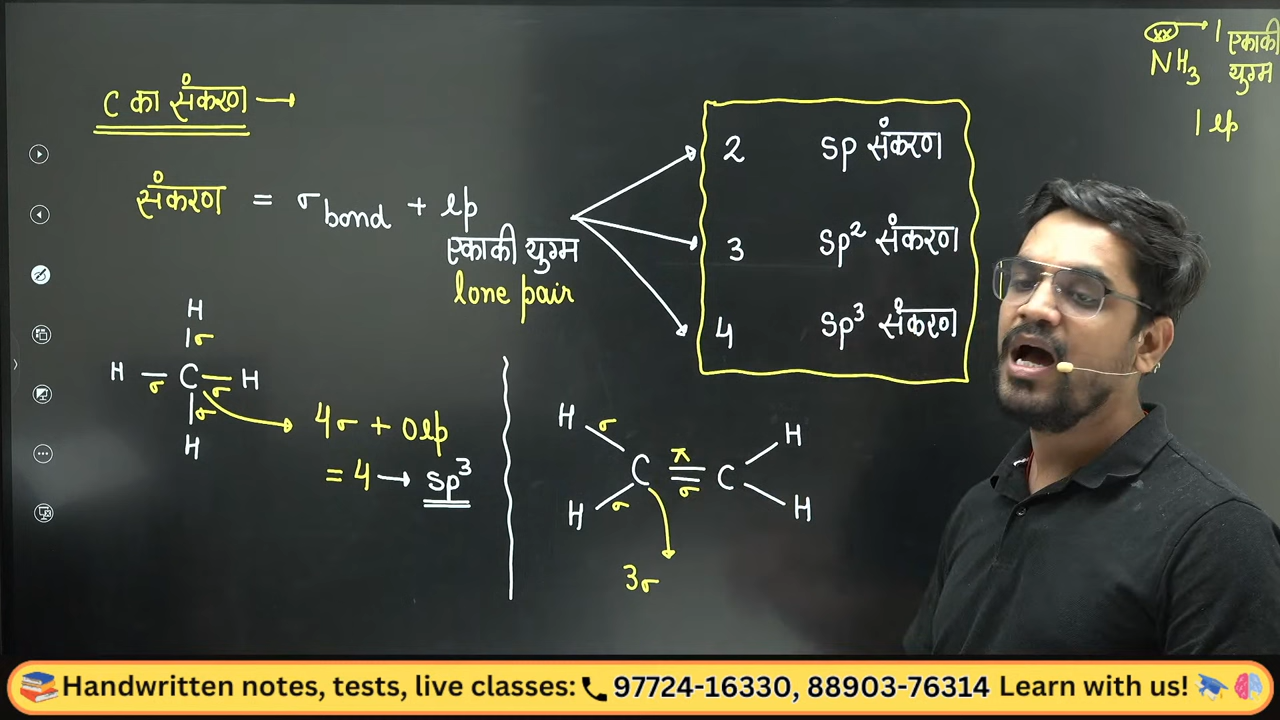 C का संकरण →
xx → 1 एकाकी
NH₃ युग्म
1 lp
संकरण = σ bond + lp
एकाकी युग्म
lone pair
2 sp संकरण
3 sp² संकरण
4 sp³ संकरण
H
σ
H σ C σ H
σ
H
4σ + 0lp
= 4 → sp³
H σ H
C π C
σ
H σ H
3σ
Handwritten notes, tests, live classes: 97724-16330, 88903-76314 Learn with us!